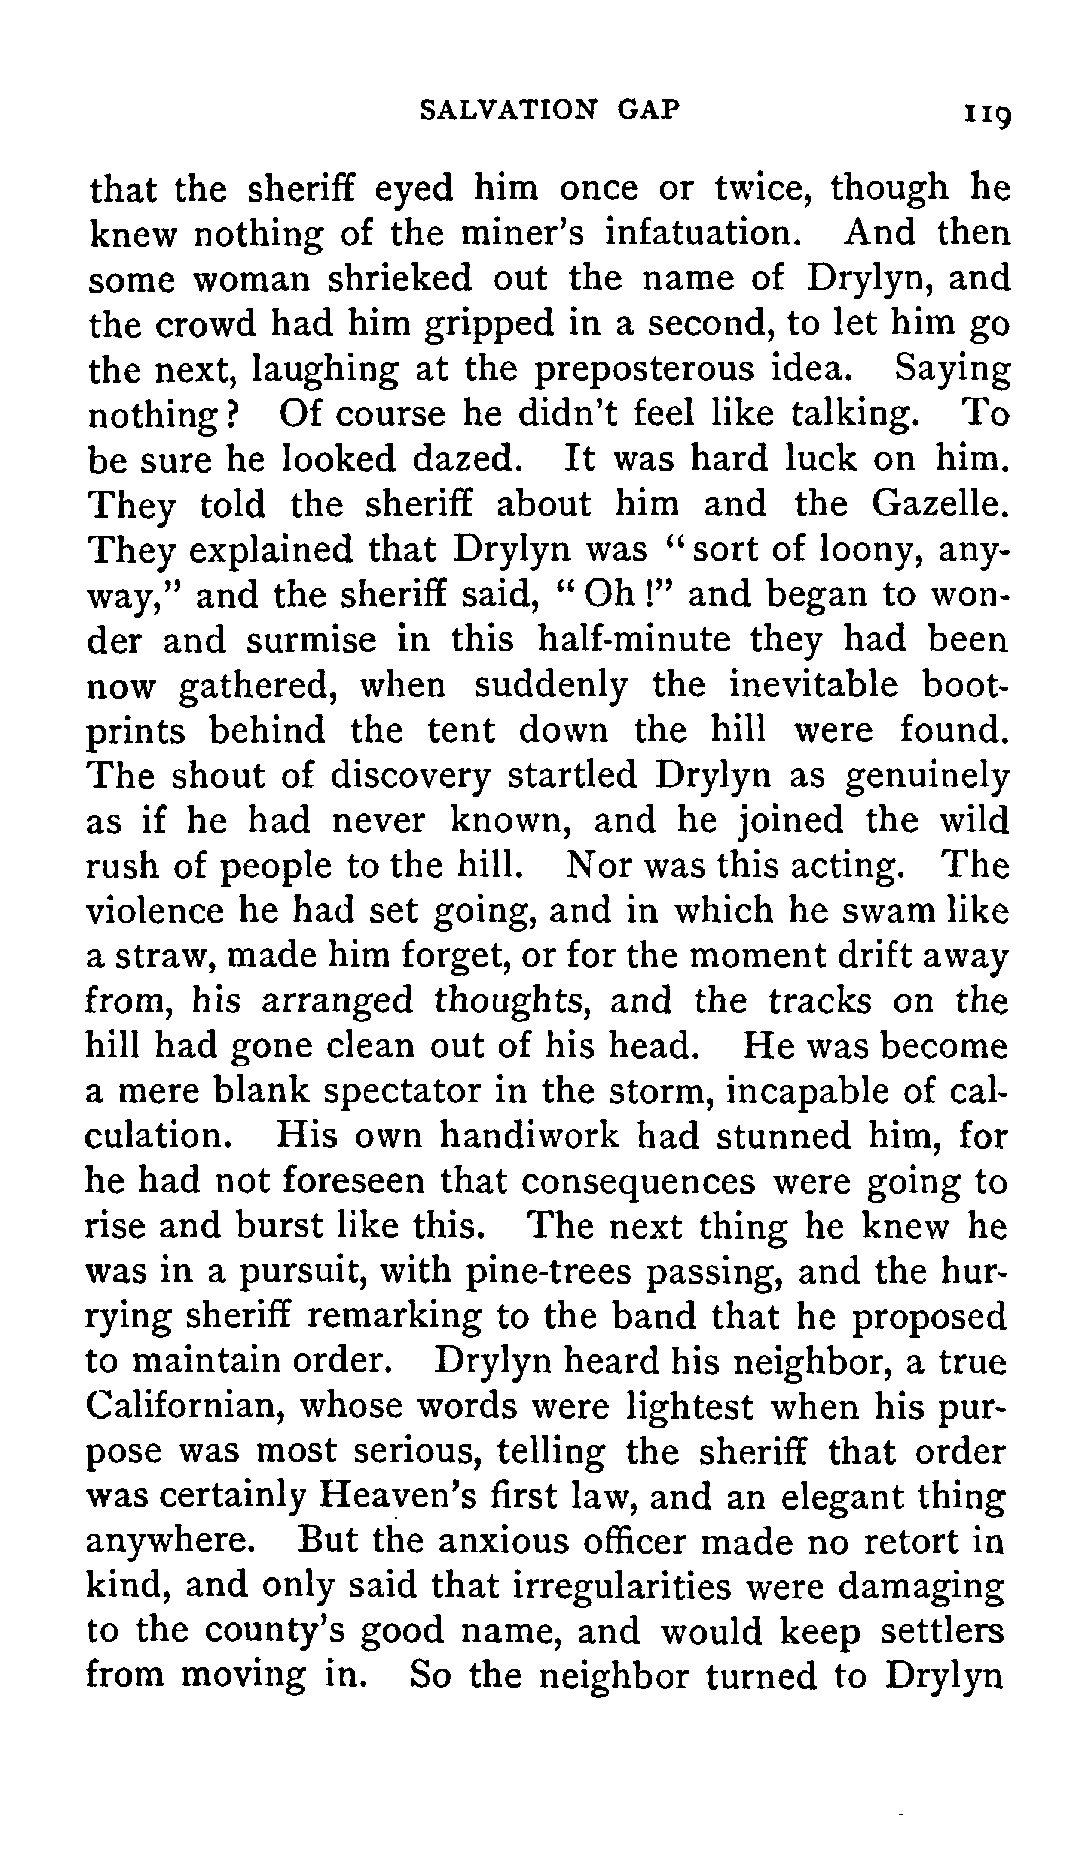 SALVATION GAP 119
that the sheriff eyed him once or twice, though he
knew nothing of the miner's infatuation. And then
some woman shrieked out the name of Drylyn, and
the crowd had him gripped in a second, to let him go
the next, laughing at the preposterous idea. Saying
nothing? Of course he didn't feel like talking. To
be sure he looked dazed. It was hard luck on him.
They told the sheriff about him and the Gazelle.
They explained that Drylyn was "sort of loony, any-
way," and the sheriff said, "Oh!" and began to won-
der and surmise in this half-minute they had been
now gathered, when suddenly the inevitable boot-
prints behind the tent down the hill were found.
The shout of discovery startled Drylyn as genuinely
as if he had never known, and he joined the wild
rush of people to the hill. Nor was this acting. The
violence he had set going, and in which he swam like
a straw, made him forget, or for the moment drift away
from, his arranged thoughts, and the tracks on the
hill had gone clean out of his head. He was become
a mere blank spectator in the storm, incapable of cal-
culation. His own handiwork had stunned him, for
he had not foreseen that consequences were going to
rise and burst like this. The next thing he knew he
was in a pursuit, with pine-trees passing, and the hur-
rying sheriff remarking to the band that he proposed
to maintain order. Drylyn heard his neighbor, a true
Californian, whose words were lightest when his pur-
pose was most serious, telling the sheriff that order
was certainly Heaven's first law, and an elegant thing
anywhere. But the anxious officer made no retort in
kind, and only said that irregularities were damaging
to the county's good name, and would keep settlers
from moving in. So the neighbor turned to Drylyn